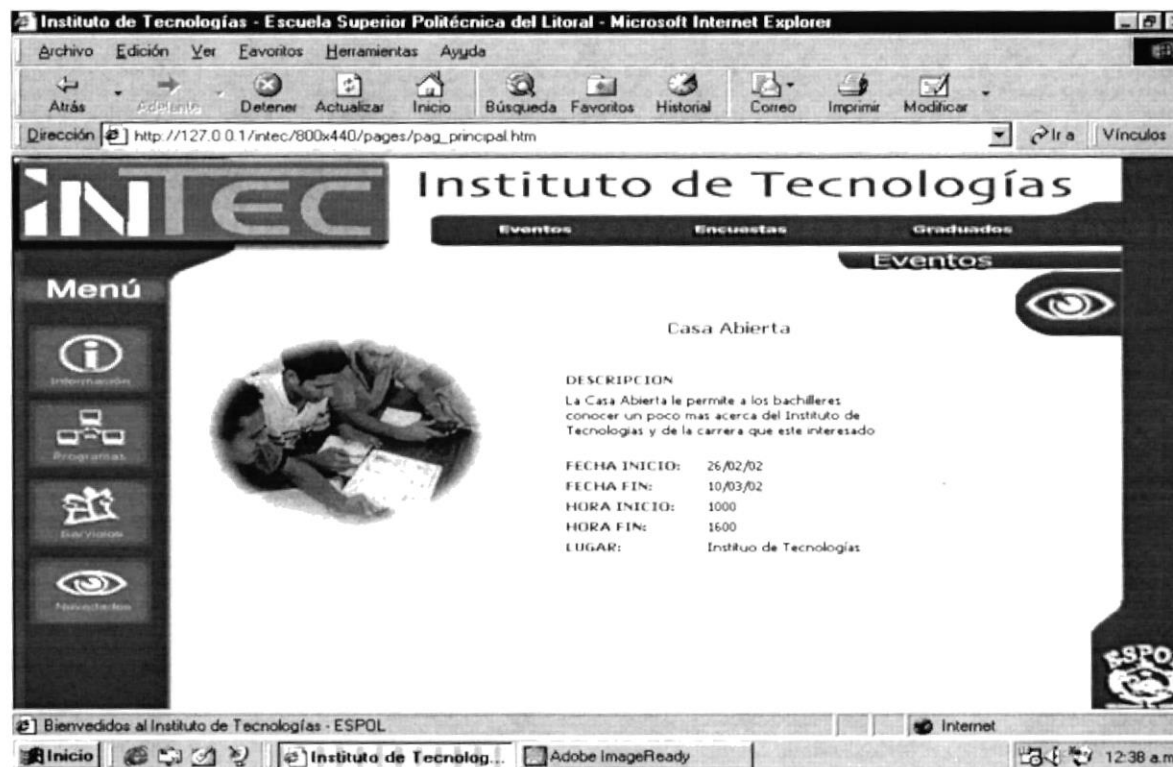 Instituto de Tecnologías - Escuela Superior Politécnica del Litoral - Microsoft Internet Explorer
Archivo Edición Ver Favoritos Herramientas Ayuda
Atrás Adelante Detener Actualizar Inicio Búsqueda Favoritos Historial Correo Imprimir Modificar
Dirección http://127.0.0.1/intec/800x440/pages/pag_principal.htm Ir a Vínculos
iNTEC Instituto de Tecnologías
Eventos Encuestas Graduados
Eventos
Menú
Información
Programas
Servicios
Novedades
Casa Abierta
DESCRIPCION
La Casa Abierta le permite a los bachilleres
conocer un poco mas acerca del Instituto de
Tecnologias y de la carrera que este interesado
FECHA INICIO: 26/02/02
FECHA FIN: 10/03/02
HORA INICIO: 1000
HORA FIN: 1600
LUGAR: Instituo de Tecnologías
ESPO
Bienvedidos al Instituto de Tecnologías - ESPOL Internet
Inicio Instituto de Tecnolog... Adobe ImageReady 12:38 a.m